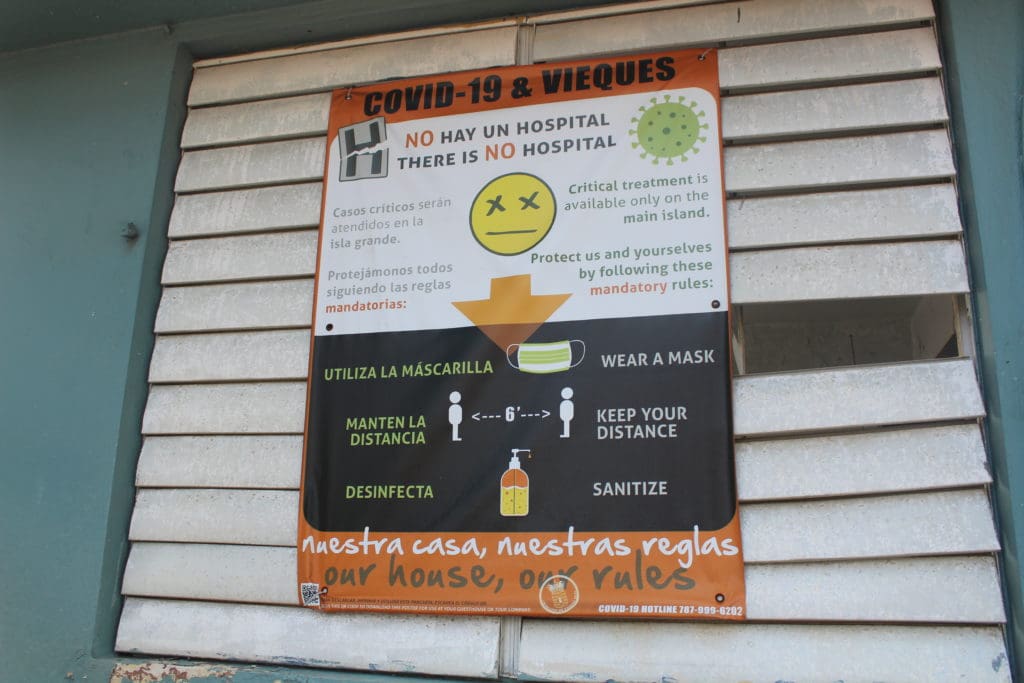 COVID-19 & VIEQUES
H
NO HAY UN HOSPITAL
THERE IS NO HOSPITAL
Casos críticos serán
atendidos en la
isla grande.
Critical treatment is
available only on the
main island.
Protejámonos todos
siguiendo las reglas
mandatorias:
Protect us and yourselves
by following these
mandatory rules:
UTILIZA LA MÁSCARILLA
WEAR A MASK
MANTEN LA
DISTANCIA
<--- 6' --->
KEEP YOUR
DISTANCE
DESINFECTA
SANITIZE
nuestra casa, nuestras reglas
our house, our rules
COVID-19 HOTLINE 787-999-6202